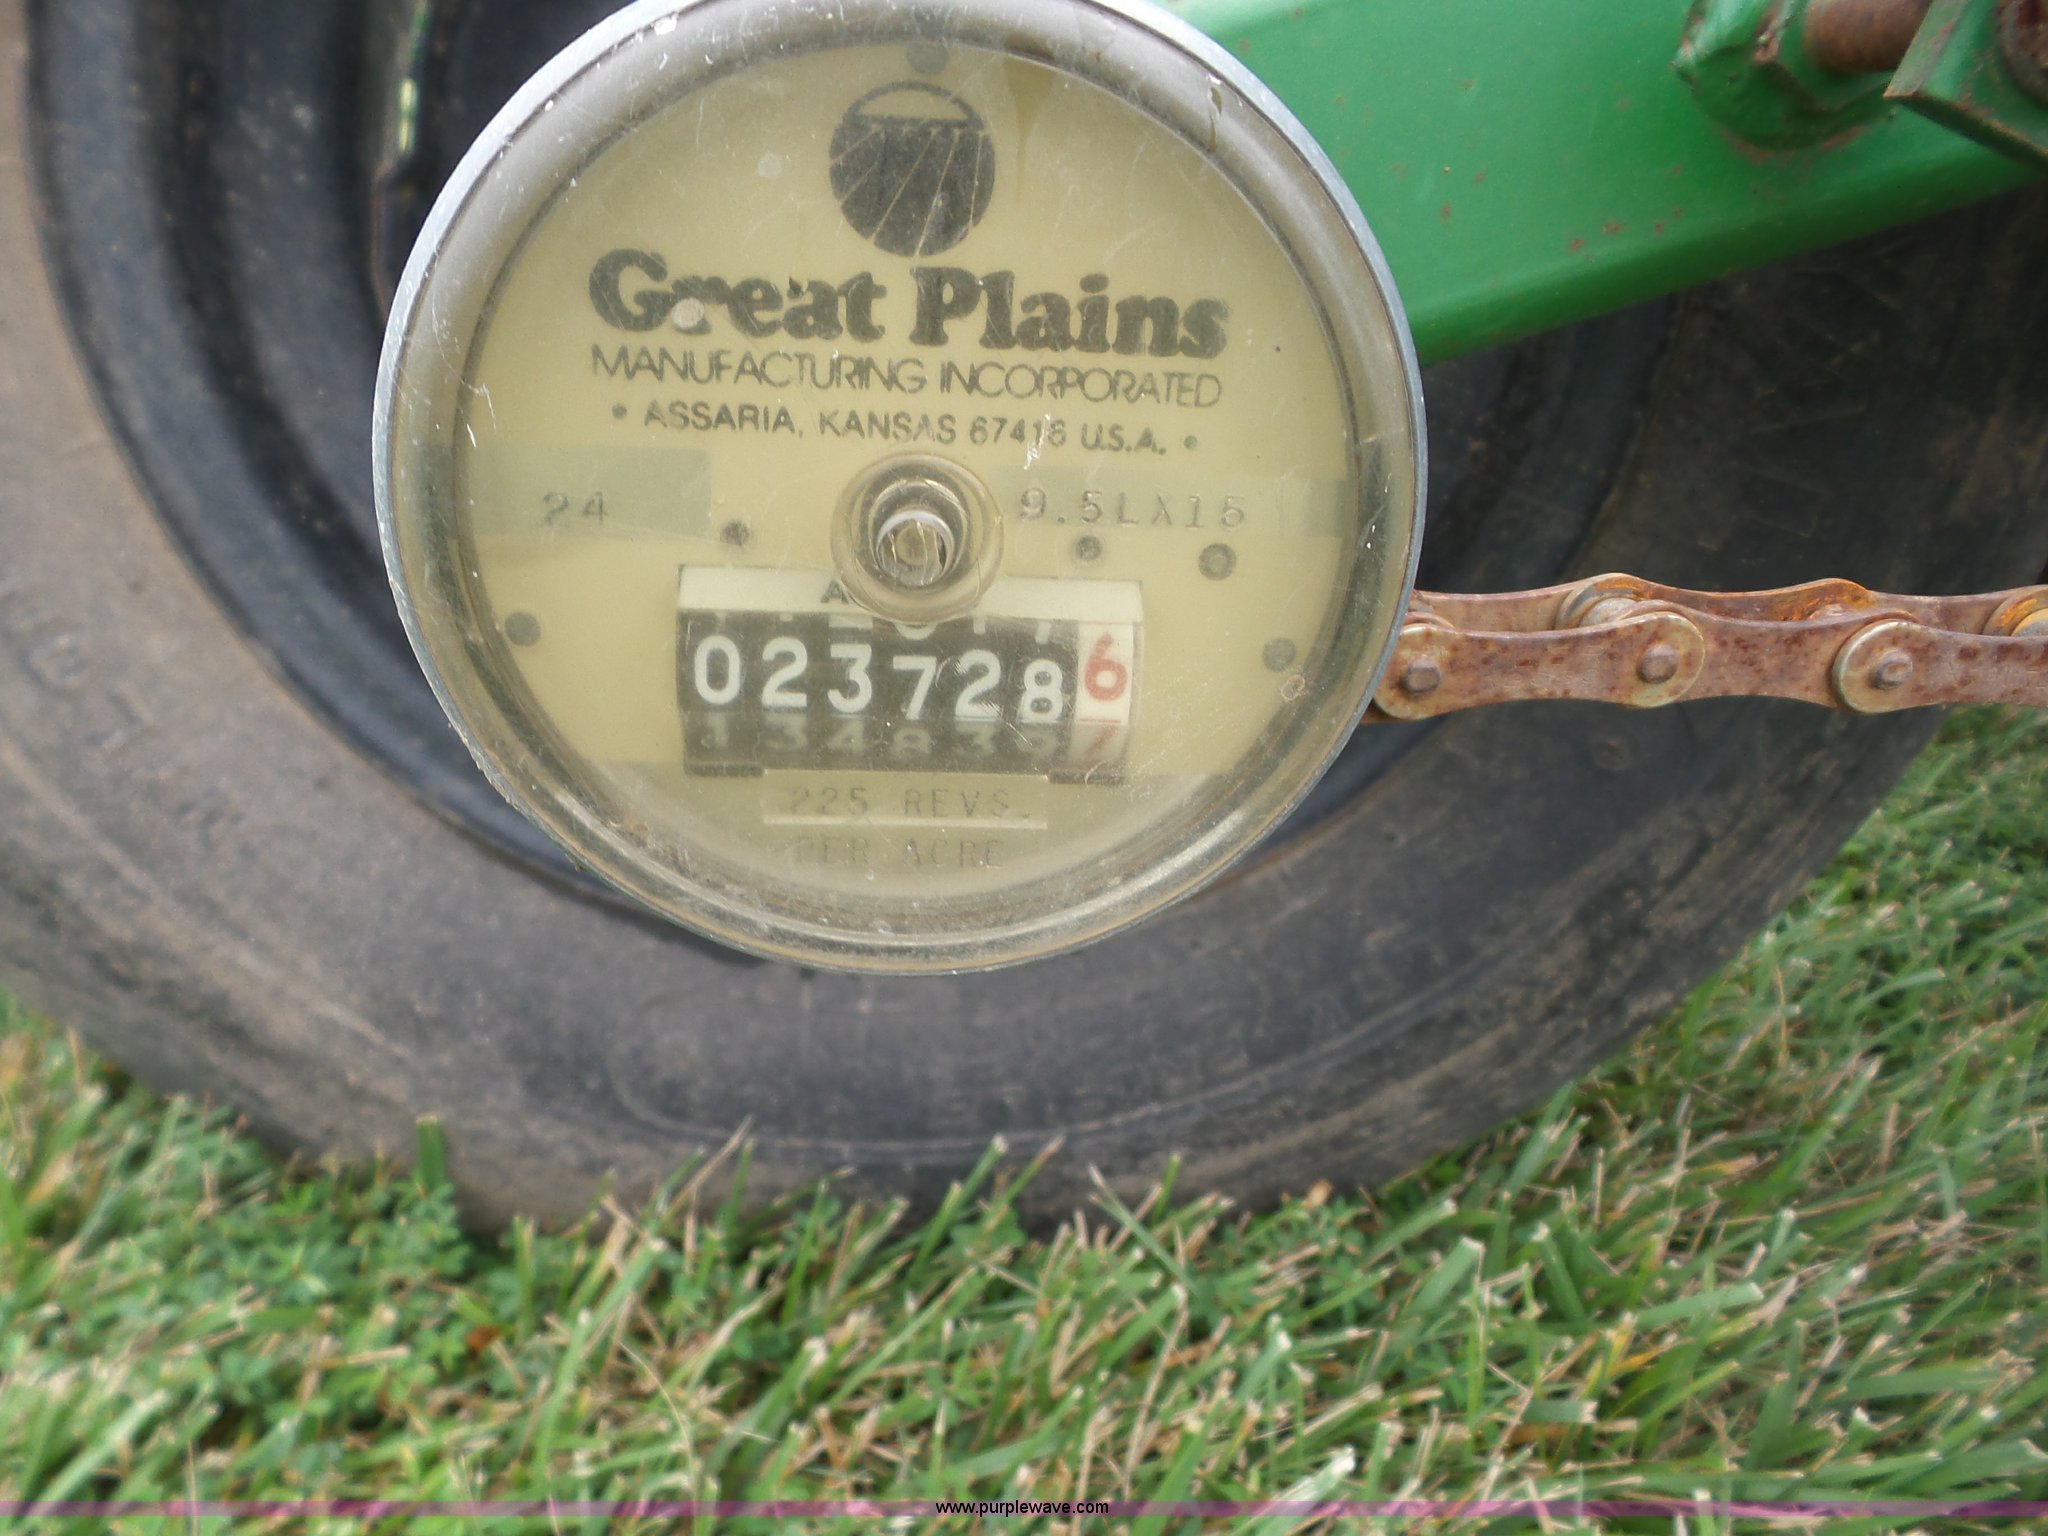 Great Plains
MANUFACTURING INCORPORATED
• ASSARIA, KANSAS 67416 U.S.A. •
24
9.5LX15
0237286
225 REVS.
PER ACRE
www.purplewave.com